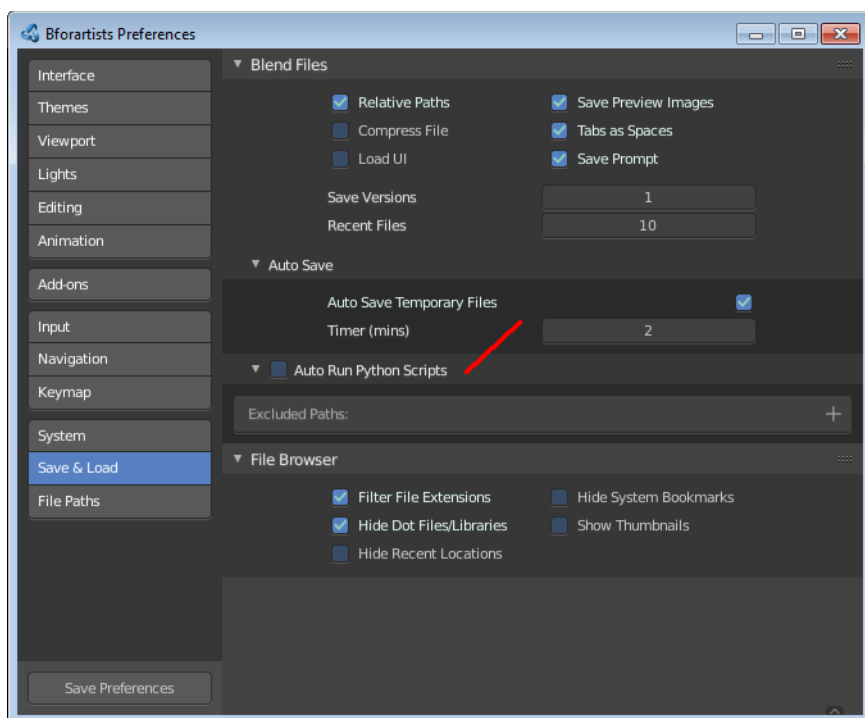 Bforartists Preferences
Interface
Themes
Viewport
Lights
Editing
Animation
Add-ons
Input
Navigation
Keymap
System
Save & Load
File Paths
Save Preferences
Blend Files
Relative Paths
Save Preview Images
Compress File
Tabs as Spaces
Load UI
Save Prompt
Save Versions 1
Recent Files 10
Auto Save
Auto Save Temporary Files
Timer (mins) 2
Auto Run Python Scripts
Excluded Paths:
File Browser
Filter File Extensions
Hide System Bookmarks
Hide Dot Files/Libraries
Show Thumbnails
Hide Recent Locations